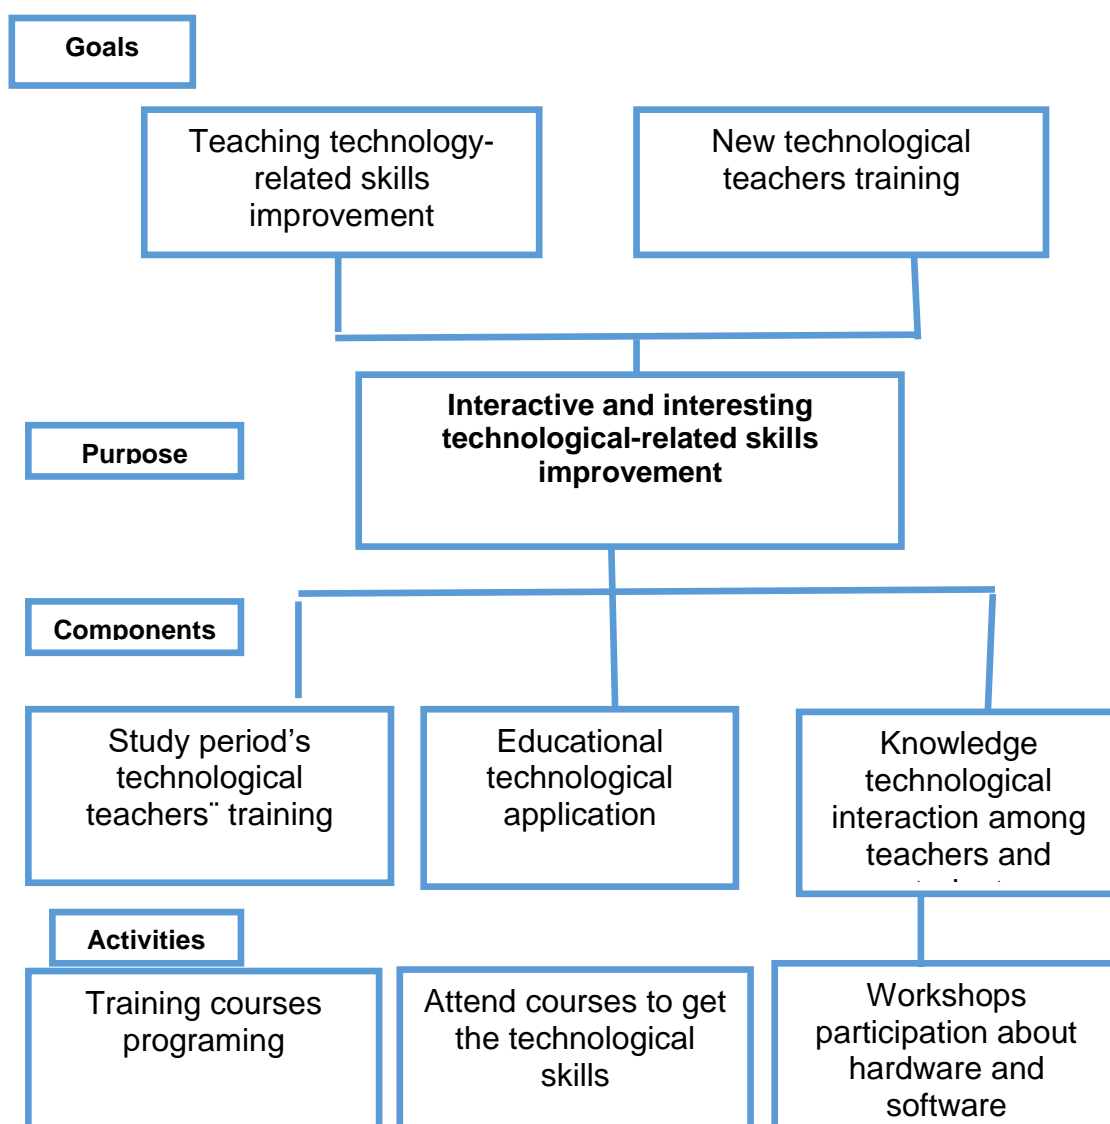 Goals
Teaching technology-
related skills
improvement
New technological
teachers training
Interactive and interesting
technological-related skills
improvement
Purpose
Components
Study period's
technological
teachers¨ training
Educational
technological
application
Knowledge
technological
interaction among
teachers and
Activities
Training courses
programing
Attend courses to get
the technological
skills
Workshops
participation about
hardware and
software